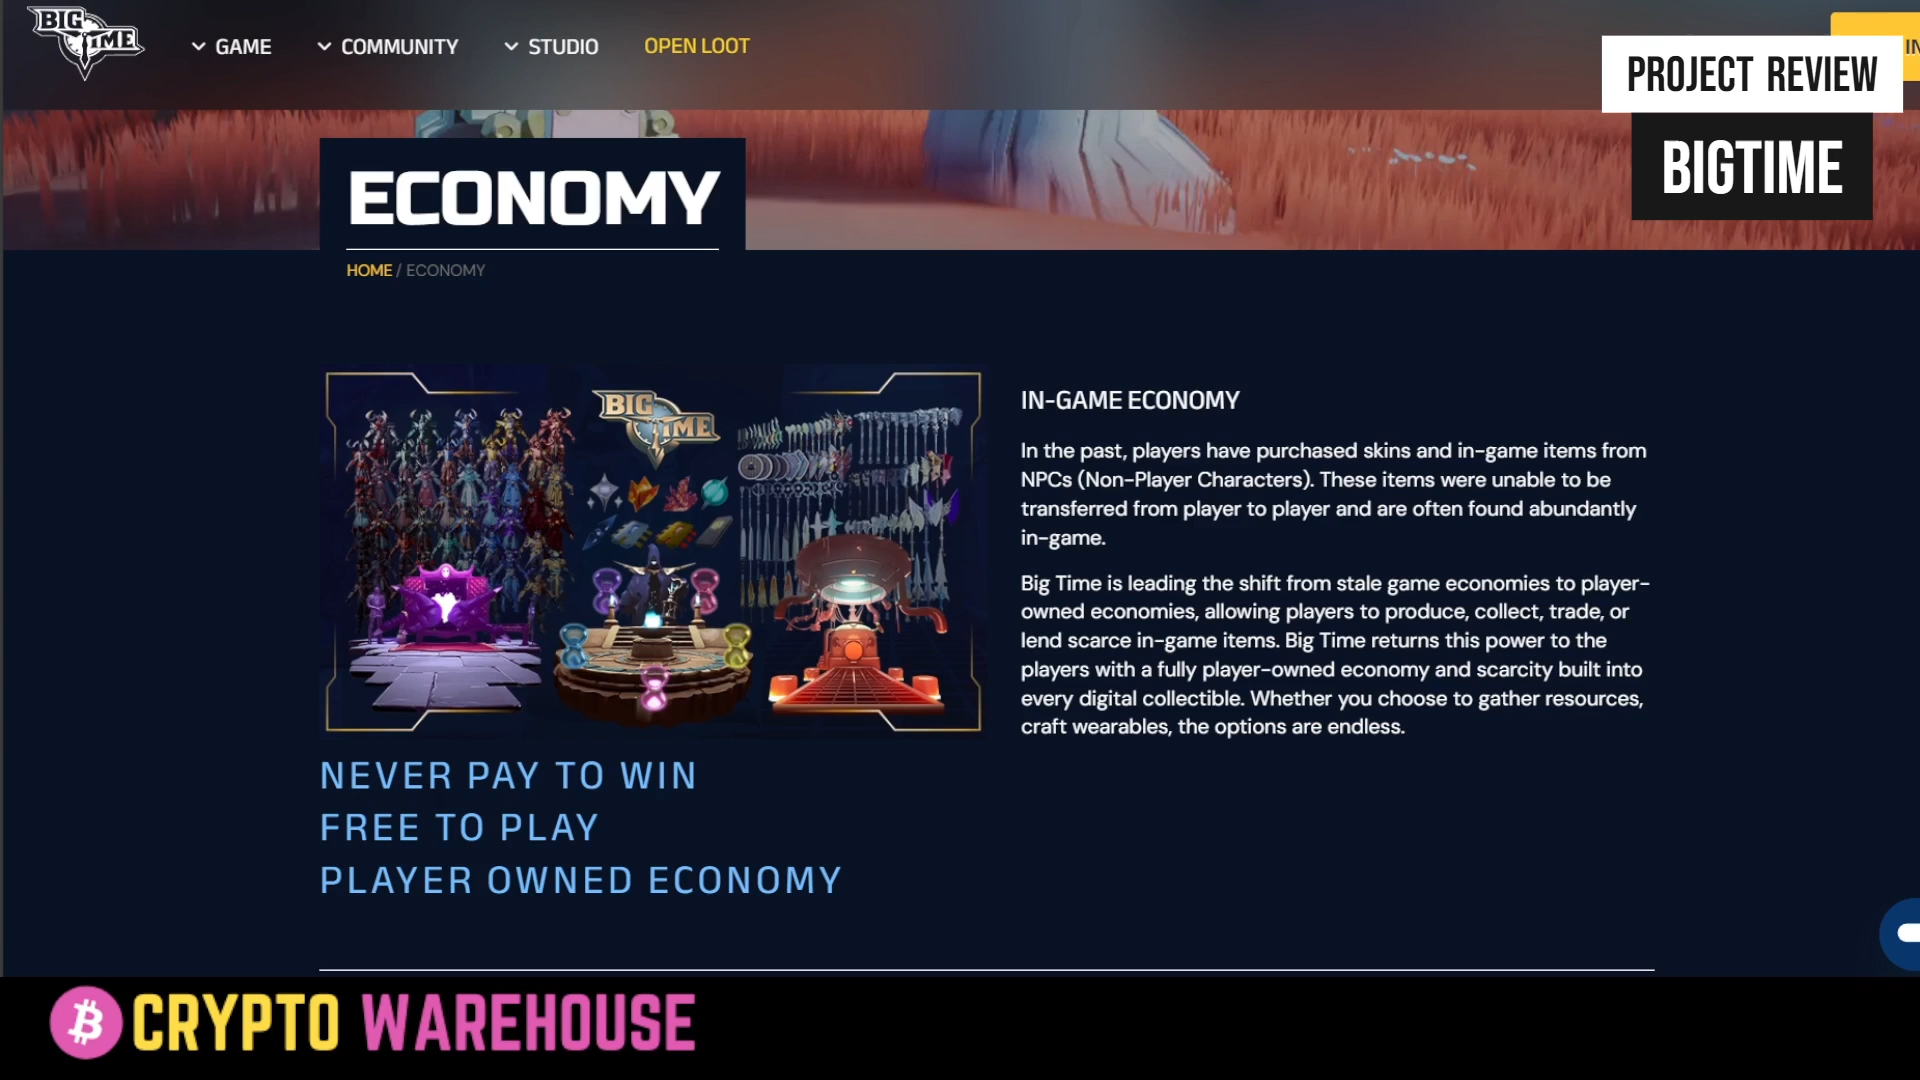 BIG TIME
GAME
COMMUNITY
STUDIO
OPEN LOOT
IN
PROJECT REVIEW
BIGTIME
ECONOMY
HOME / ECONOMY
BIG TIME
IN-GAME ECONOMY
In the past, players have purchased skins and in-game items from
NPCs (Non-Player Characters). These items were unable to be
transferred from player to player and are often found abundantly
in-game.
Big Time is leading the shift from stale game economies to player-
owned economies, allowing players to produce, collect, trade, or
lend scarce in-game items. Big Time returns this power to the
players with a fully player-owned economy and scarcity built into
every digital collectible. Whether you choose to gather resources,
craft wearables, the options are endless.
NEVER PAY TO WIN
FREE TO PLAY
PLAYER OWNED ECONOMY
CRYPTO WAREHOUSE